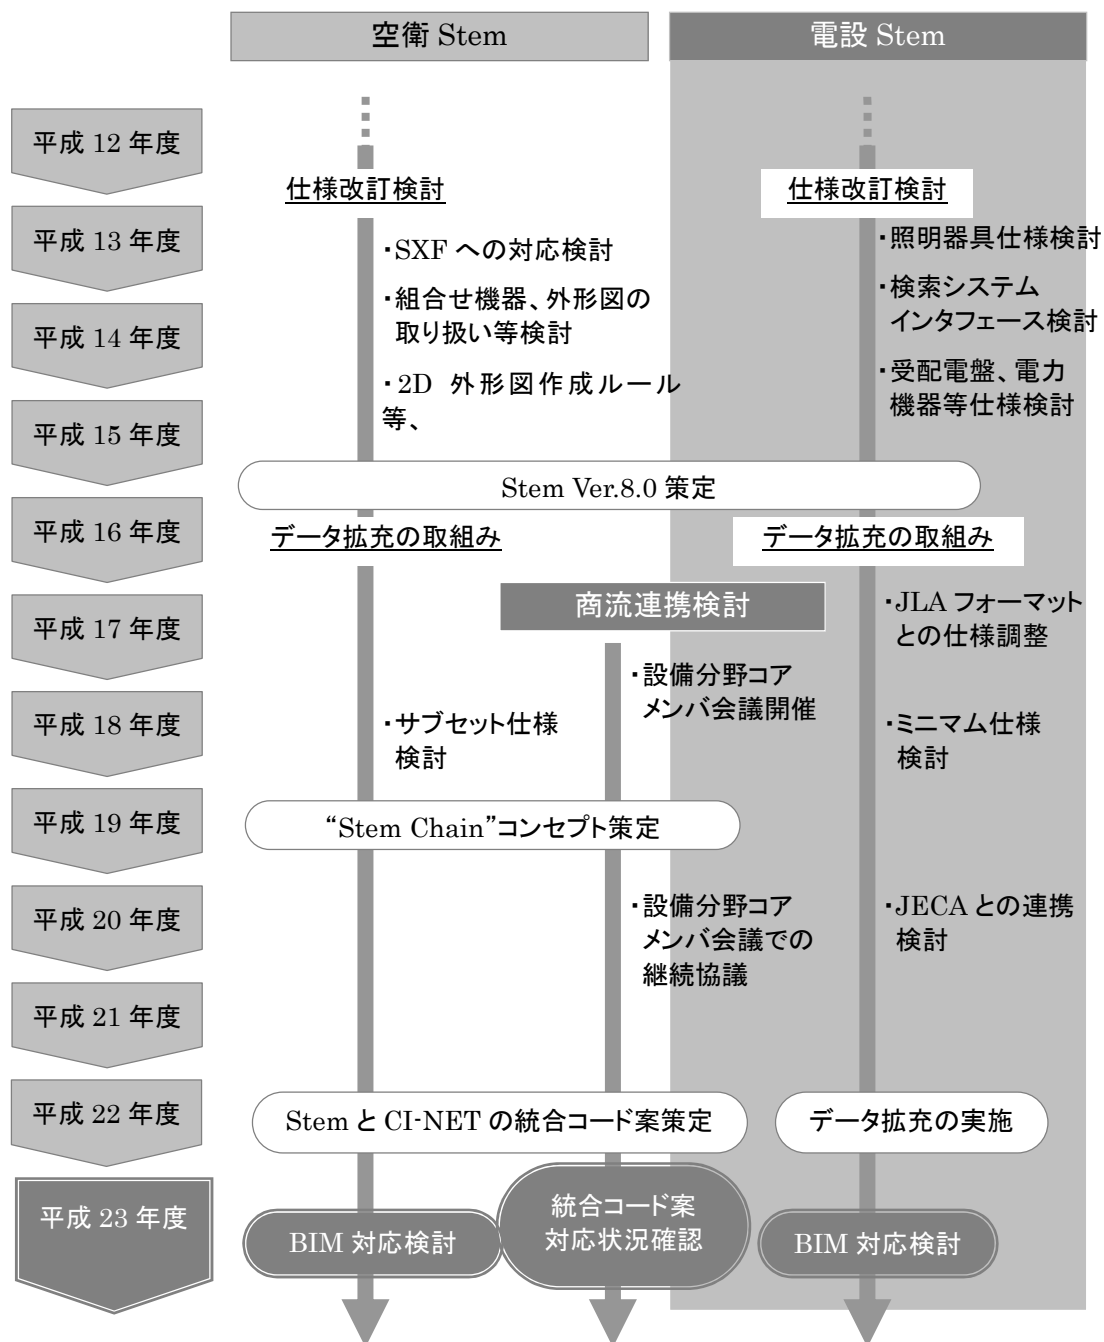 空衛 Stem
電設 Stem
平成 12 年度
仕様改訂検討
仕様改訂検討
平成 13 年度
・SXF への対応検討
・照明器具仕様検討
・組合せ機器、外形図の
取り扱い等検討
・検索システム
インタフェース検討
平成 14 年度
・2D 外形図作成ルール
等、
・受配電盤、電力
機器等仕様検討
平成 15 年度
Stem Ver.8.0 策定
平成 16 年度
データ拡充の取組み
データ拡充の取組み
商流連携検討
平成 17 年度
・JLA フォーマット
との仕様調整
・設備分野コア
メンバ会議開催
平成 18 年度
・サブセット仕様
検討
・ミニマム仕様
検討
平成 19 年度
“Stem Chain”コンセプト策定
平成 20 年度
・設備分野コア
メンバ会議での
継続協議
・JECA との連携
検討
平成 21 年度
平成 22 年度
Stem と CI-NET の統合コード案策定
データ拡充の実施
平成 23 年度
BIM 対応検討
統合コード案
対応状況確認
BIM 対応検討